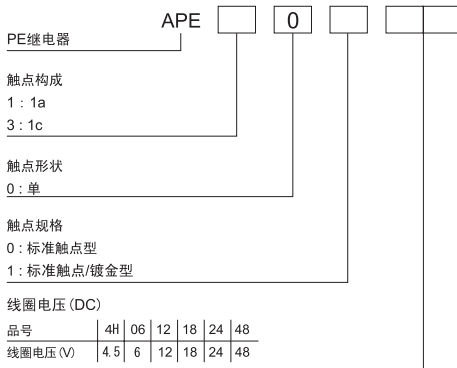 APE 0
PE继电器
触点构成
1 : 1a
3 : 1c
触点形状
0 : 单
触点规格
0 : 标准触点型
1 : 标准触点/镀金型
线圈电压(DC)
品号 4H 06 12 18 24 48
线圈电压(V) 4.5 6 12 18 24 48